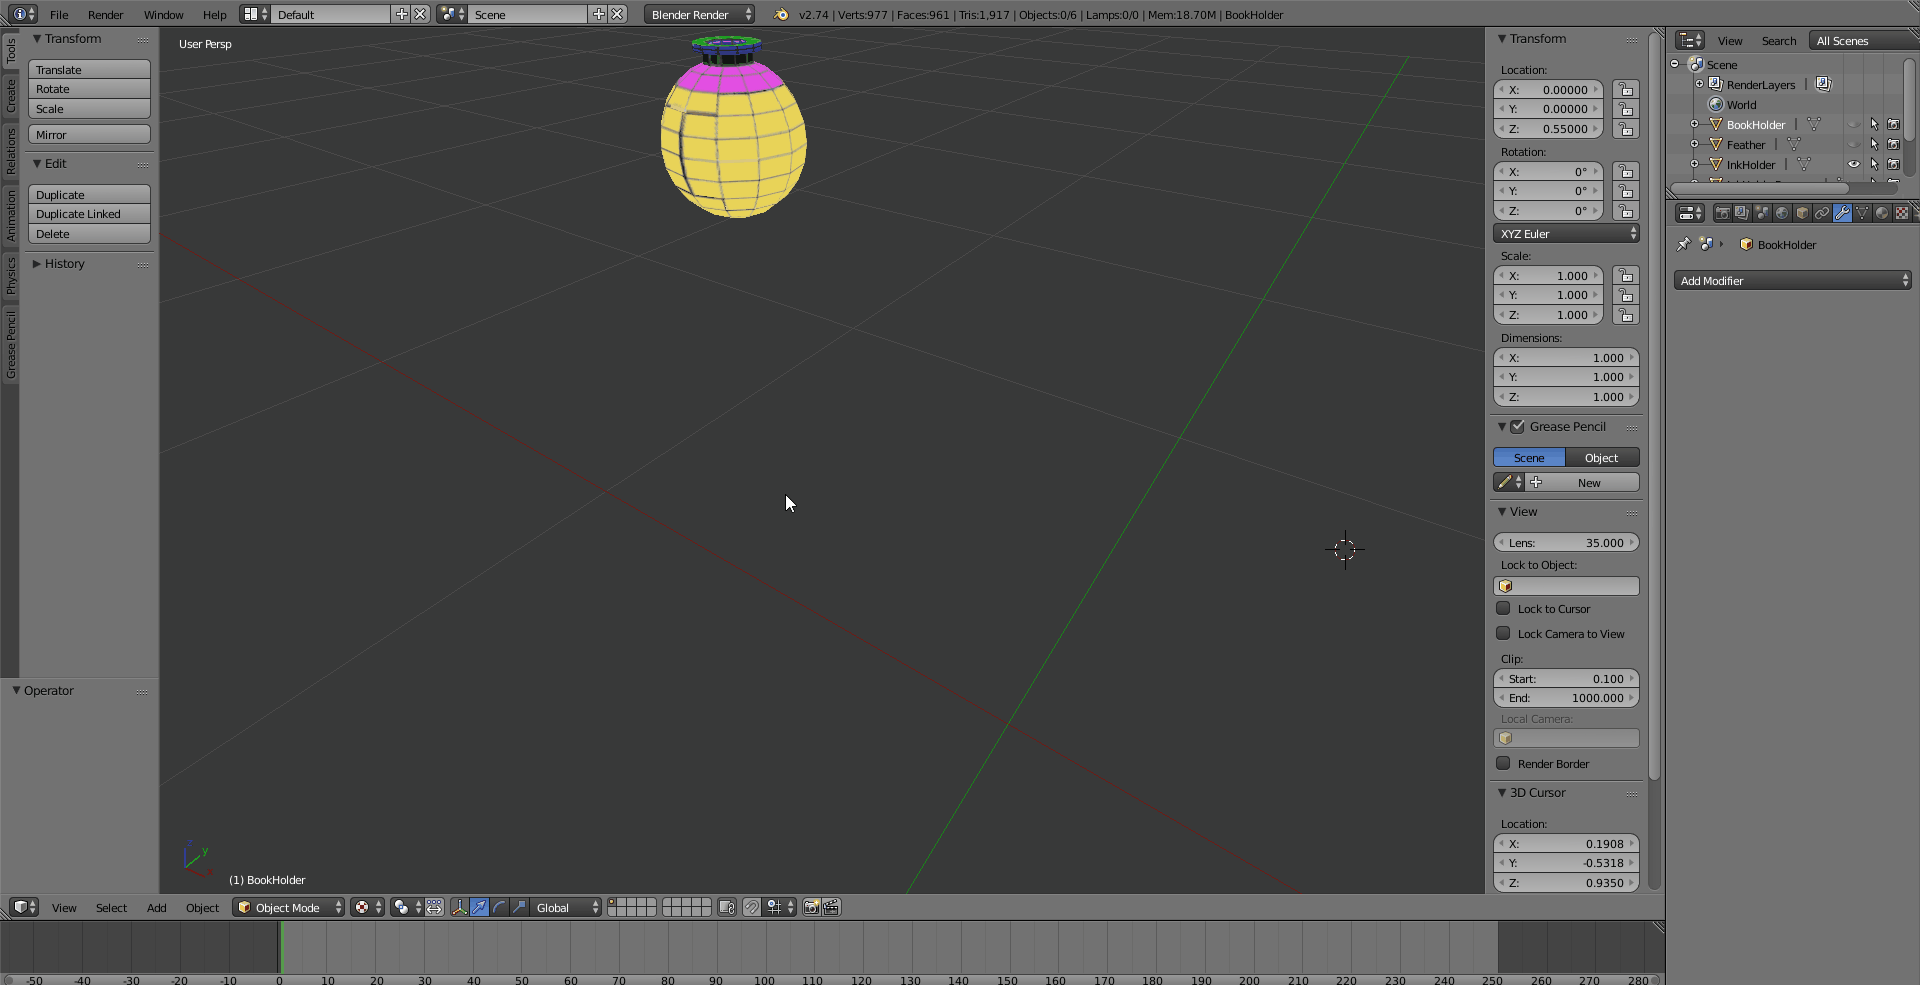 File Render Window Help Default Scene Blender Render v2.74 | Verts:977 | Faces:961 | Tris:1,917 | Objects:0/6 | Lamps:0/0 | Mem:18.70M | BookHolder
Tools
Create
Relations
Animation
Physics
Grease Pencil
Transform
Translate
Rotate
Scale
Mirror
Edit
Duplicate
Duplicate Linked
Delete
History
Operator
User Persp
z
y
(1) BookHolder
Transform
Location:
X: 0.00000
Y: 0.00000
Z: 0.55000
Rotation:
X: 0°
Y: 0°
Z: 0°
XYZ Euler
Scale:
X: 1.000
Y: 1.000
Z: 1.000
Dimensions:
X: 1.000
Y: 1.000
Z: 1.000
Grease Pencil
Scene Object
New
View
Lens: 35.000
Lock to Object:
Lock to Cursor
Lock Camera to View
Clip:
Start: 0.100
End: 1000.000
Local Camera:
Render Border
3D Cursor
Location:
X: 0.1908
Y: -0.5318
Z: 0.9350
View Search All Scenes
Scene
RenderLayers |
World
BookHolder |
Feather |
InkHolder |
BookHolder
Add Modifier
View Select Add Object Object Mode Global
-50 -40 -30 -20 -10 0 10 20 30 40 50 60 70 80 90 100 110 120 130 140 150 160 170 180 190 200 210 220 230 240 250 260 270 280